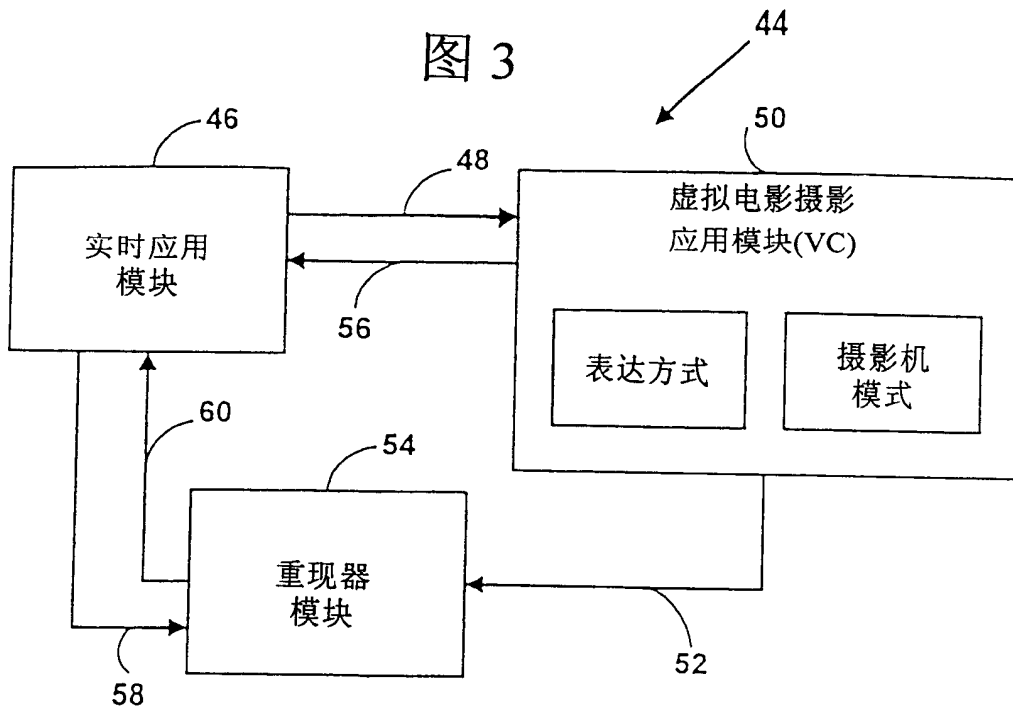 图 3
44
46
48
50
实时应用
模块
虚拟电影摄影
应用模块(VC)
56
表达方式
摄影机
模式
60
54
重现器
模块
58
52